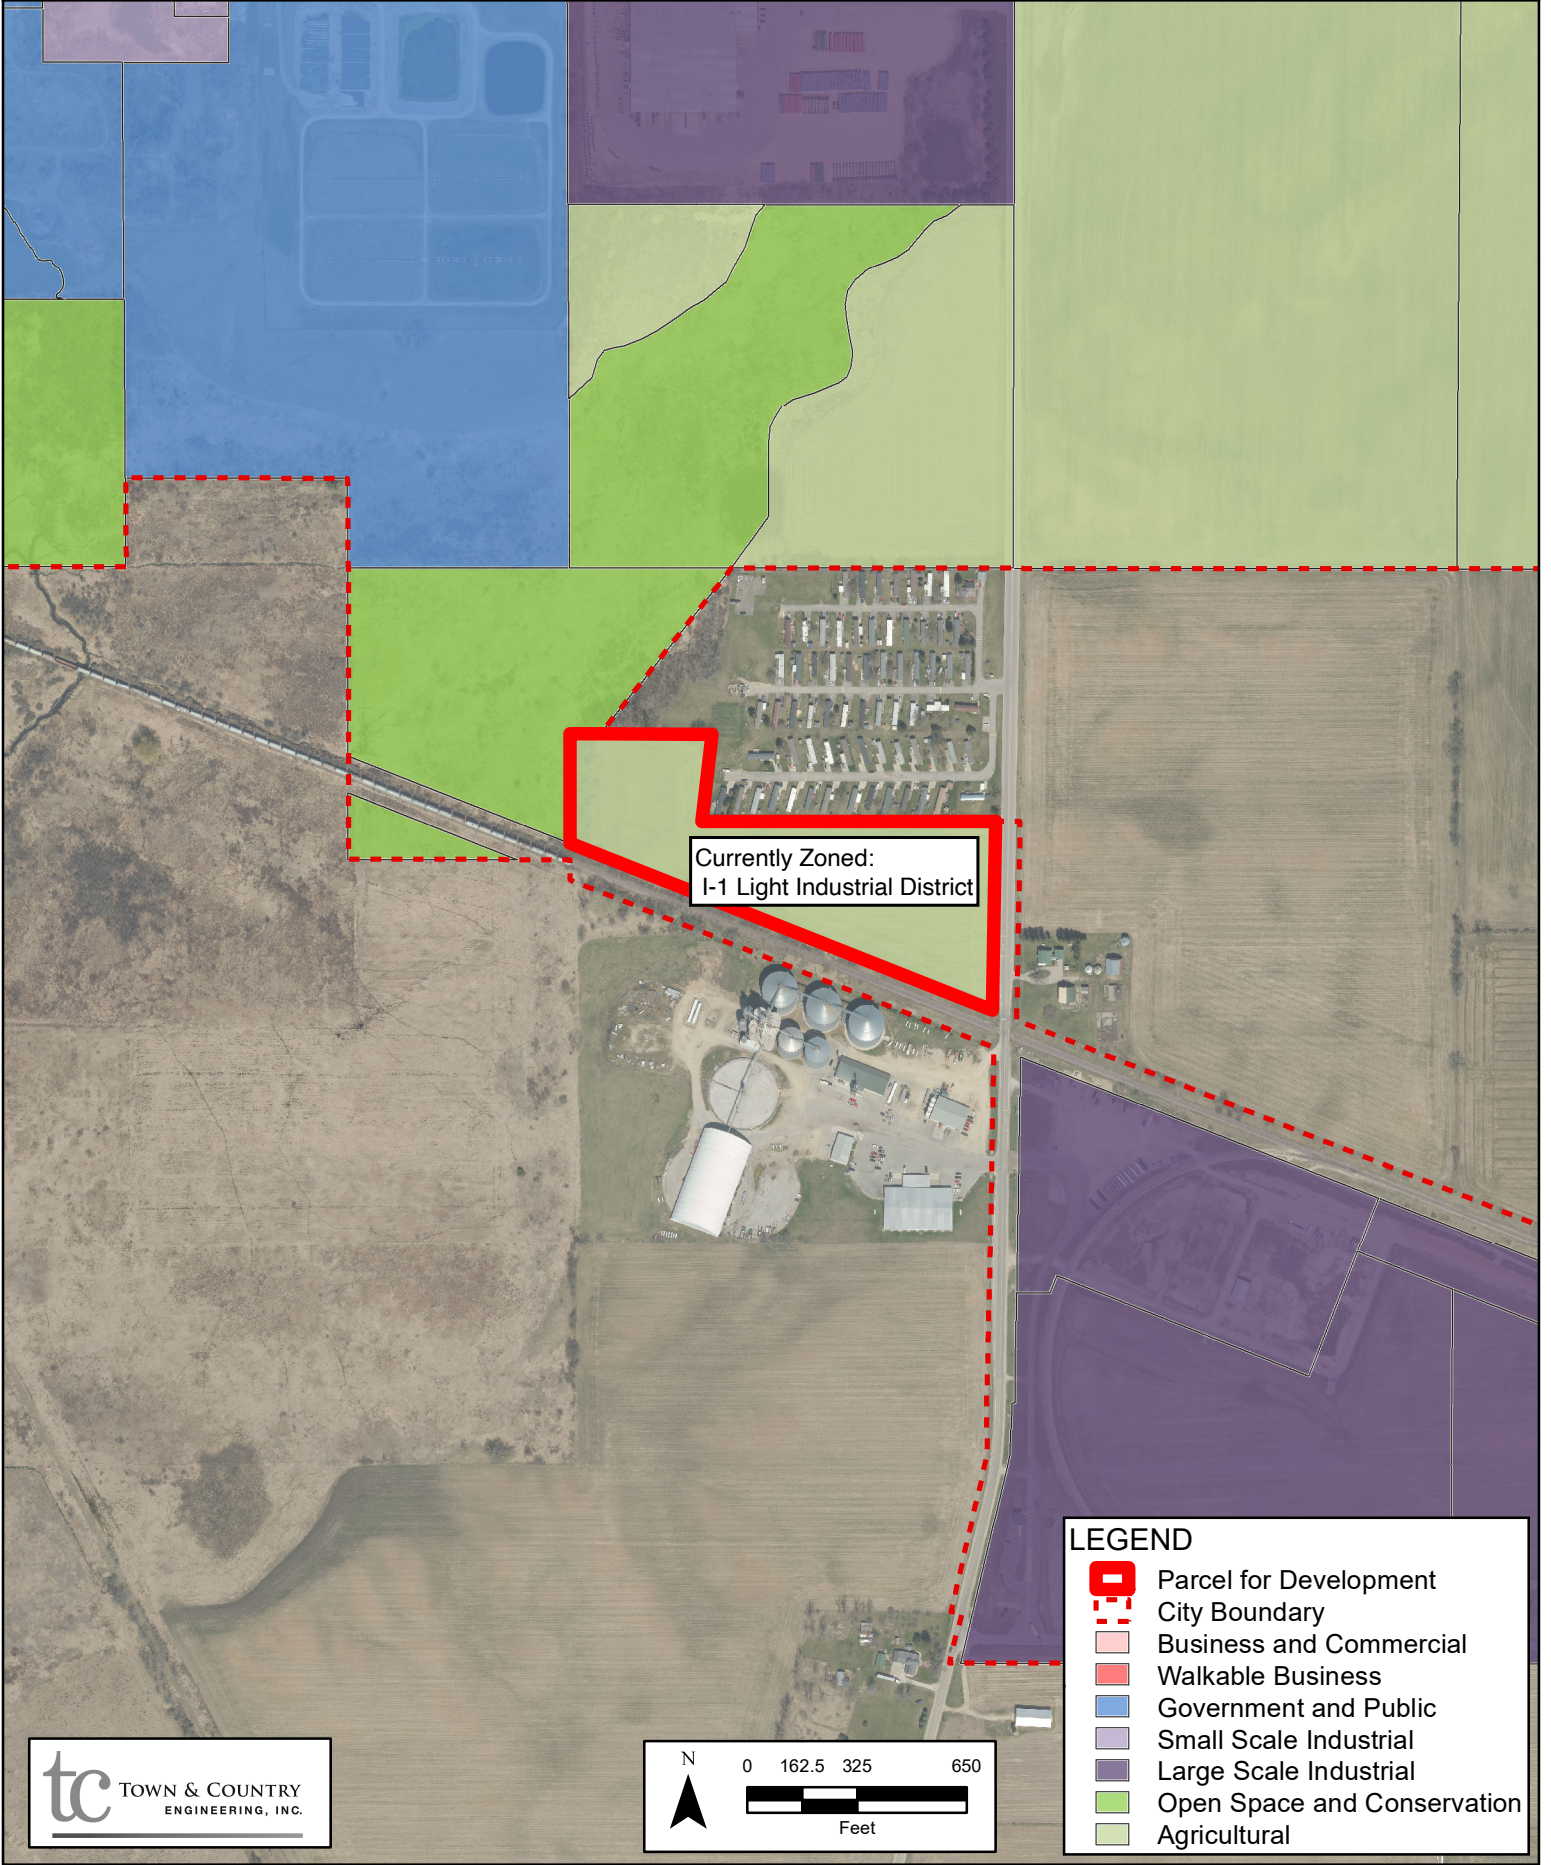 Currently Zoned:
I-1 Light Industrial District
LEGEND
Parcel for Development
City Boundary
Business and Commercial
Walkable Business
Government and Public
Small Scale Industrial
Large Scale Industrial
Open Space and Conservation
Agricultural
tc TOWN & COUNTRY
ENGINEERING, INC.
N
0 162.5 325 650
Feet